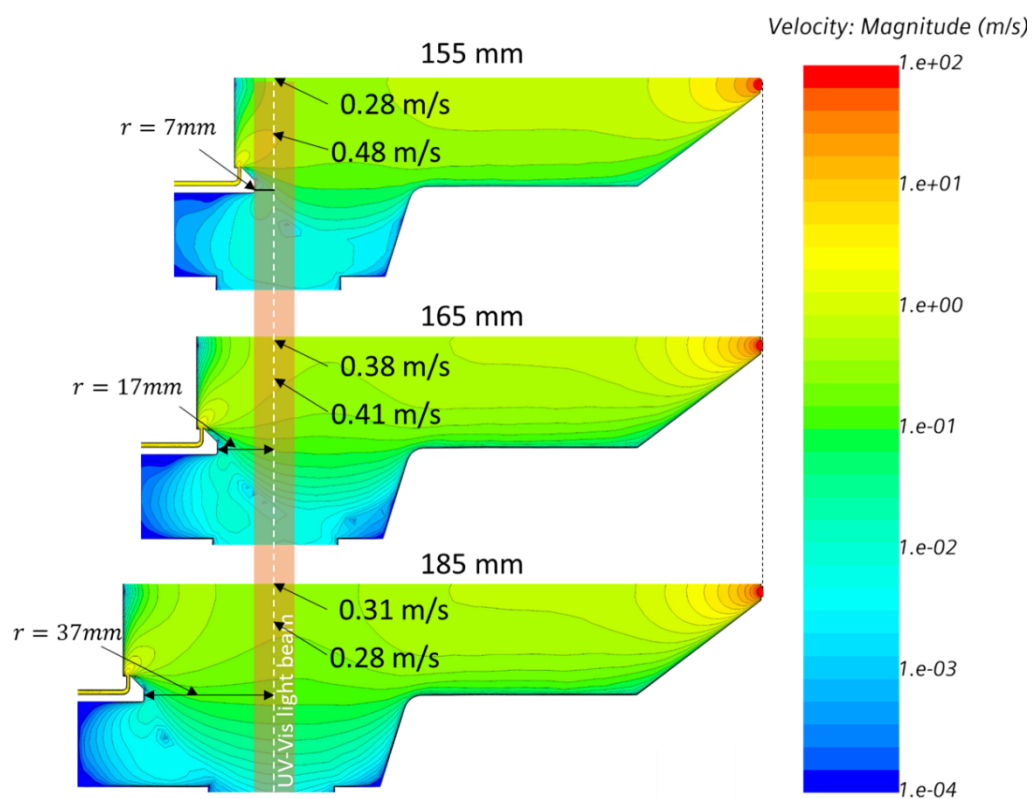 Velocity: Magnitude (m/s)
155 mm
1.e+02
0.28 m/s
r = 7mm
0.48 m/s
1.e+01
1.e+00
165 mm
0.38 m/s
r = 17mm
0.41 m/s
1.e-01
1.e-02
185 mm
0.31 m/s
r = 37mm
0.28 m/s
1.e-03
UV-Vis light beam
1.e-04